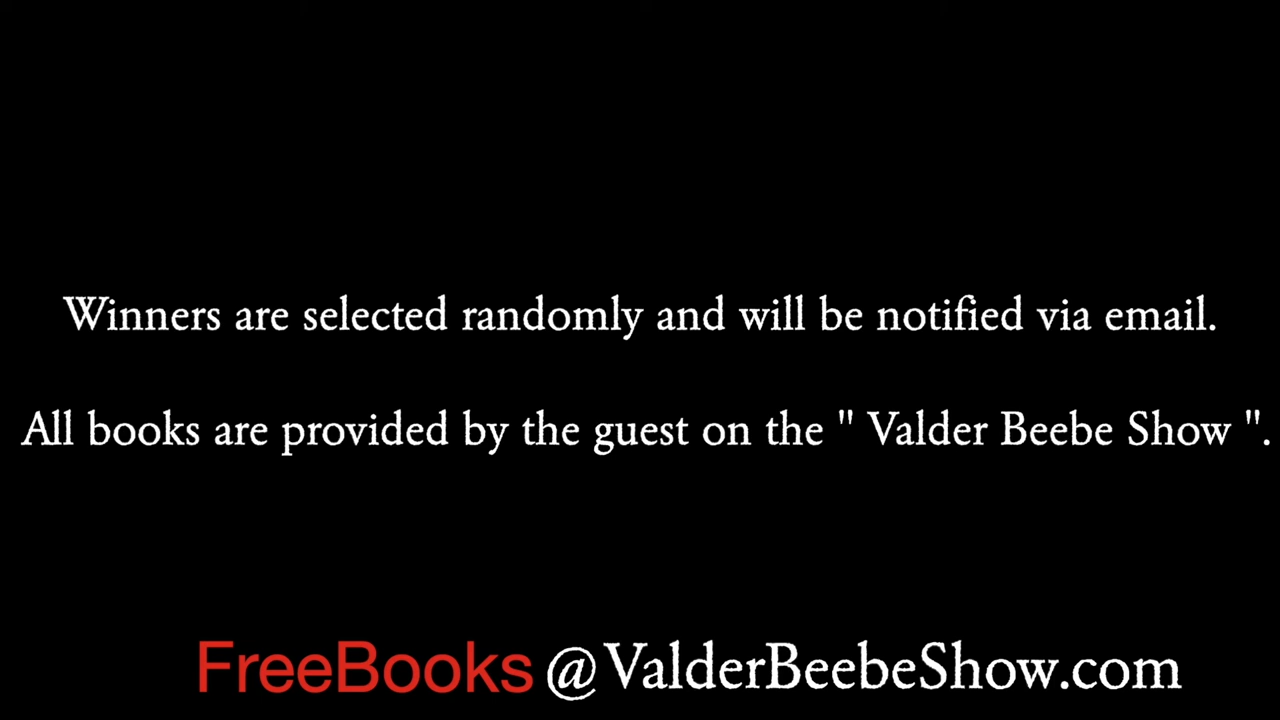 Winners are selected randomly and will be notified via email.
All books are provided by the guest on the " Valder Beebe Show ".
FreeBooks@ValderBeebeShow.com